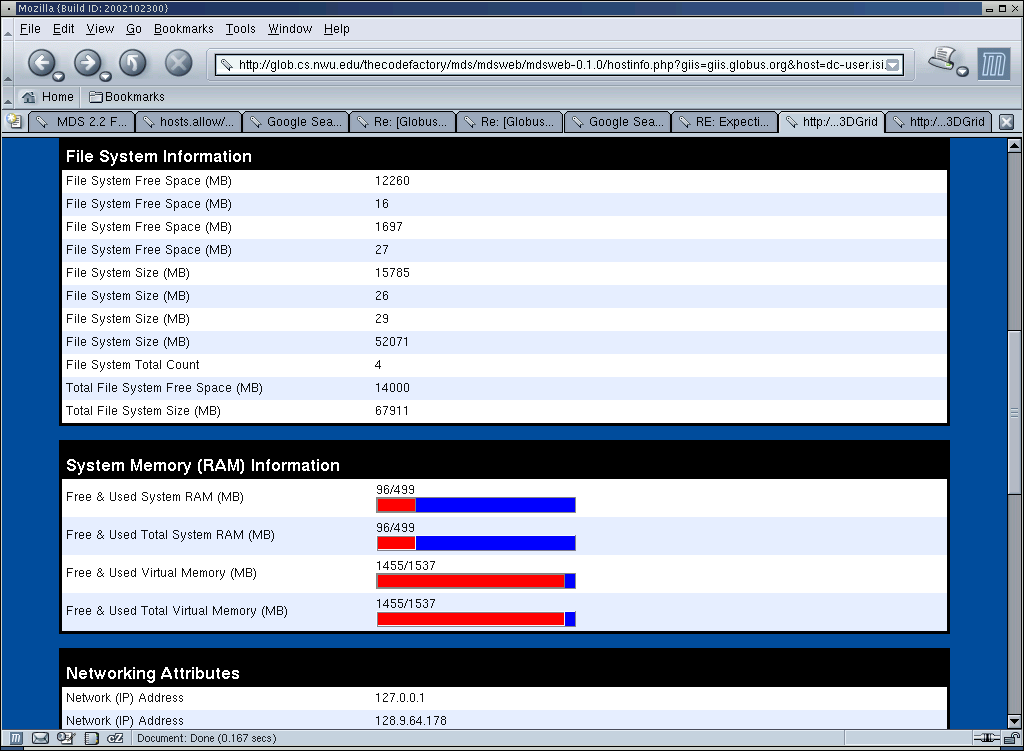 Mozilla {Build ID: 2002102300}
File Edit View Go Bookmarks Tools Window Help
http://glob.cs.nwu.edu/thecodefactory/mds/mdsweb/mdsweb-0.1.0/hostinfo.php?giis=giis.globus.org&host=dc-user.isi.
Home Bookmarks
MDS 2.2 F... hosts.allow/... Google Sea... Re: [Globus... Re: [Globus... Google Sea... RE: Expecti... http:/...3DGrid http:/...3DGrid
File System Information
File System Free Space (MB) 12260
File System Free Space (MB) 16
File System Free Space (MB) 1697
File System Free Space (MB) 27
File System Size (MB) 15785
File System Size (MB) 26
File System Size (MB) 29
File System Size (MB) 52071
File System Total Count 4
Total File System Free Space (MB) 14000
Total File System Size (MB) 67911
System Memory (RAM) Information
Free & Used System RAM (MB) 96/499
Free & Used Total System RAM (MB) 96/499
Free & Used Virtual Memory (MB) 1455/1537
Free & Used Total Virtual Memory (MB) 1455/1537
Networking Attributes
Network (IP) Address 127.0.0.1
Network (IP) Address 128.9.64.178
Document: Done (0.167 secs)